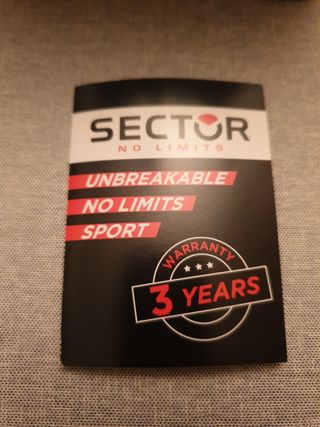 SECTOR
NO LIMITS
UNBREAKABLE
NO LIMITS
SPORT
WARRANTY
3 YEARS